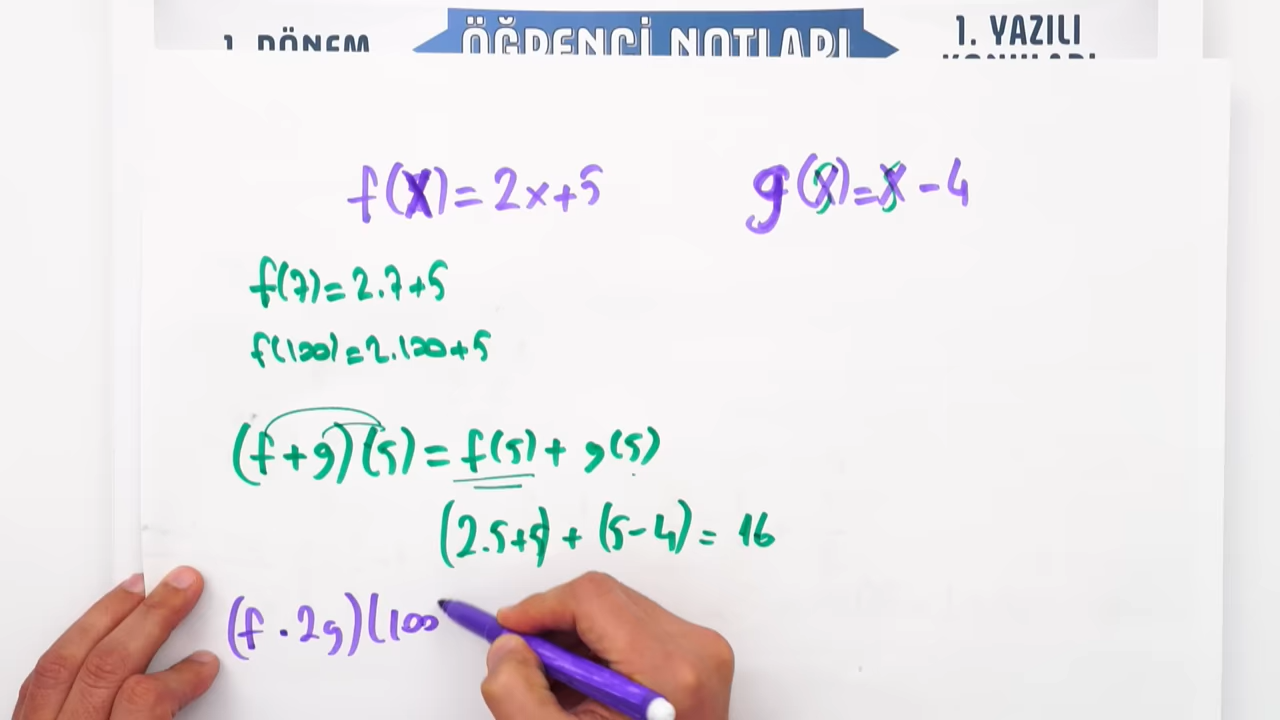 1. DÖNEM
ÖĞRENCİ NOTLARI
1. YAZILI
KONULARI
f(x)=2x+5
g(x)=x-4
f(7)=2.7+5
f(100)=2.100+5
(f+g)(5)=f(5)+g(5)
(2.5+5)+(5-4)=16
(f.2g)(100